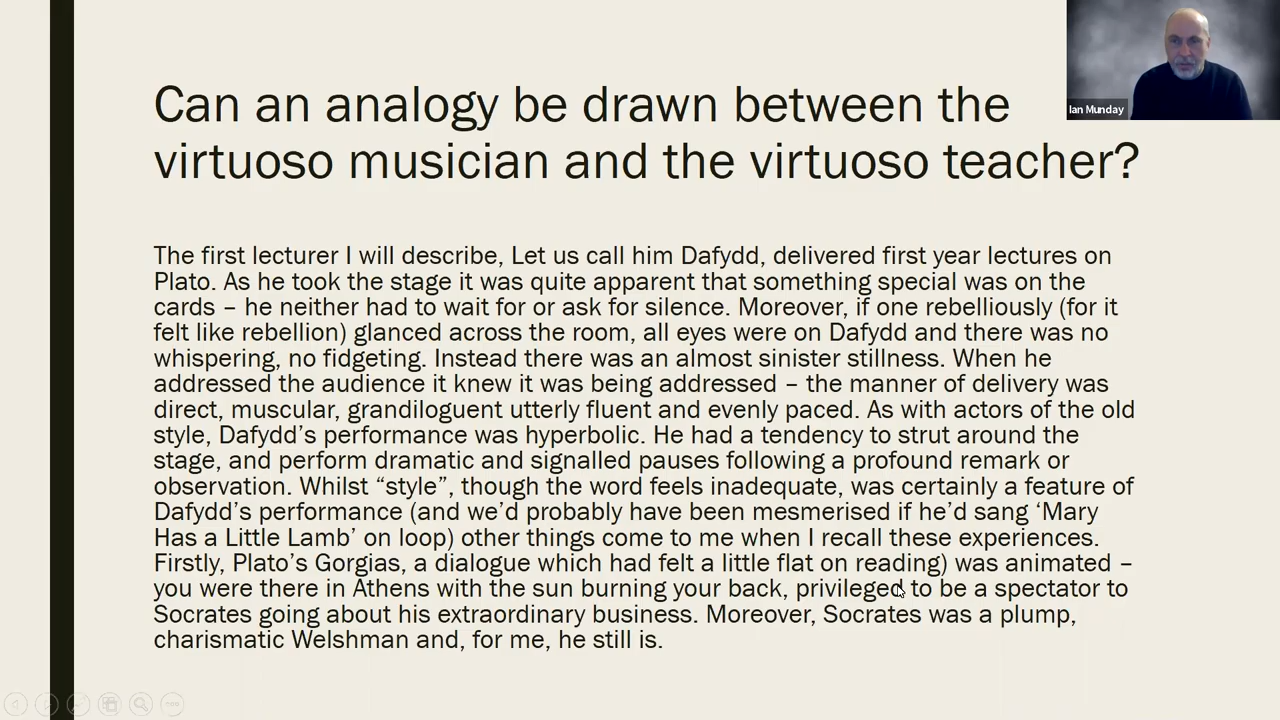 Can an analogy be drawn between the
virtuoso musician and the virtuoso teacher?
Ian Munday
The first lecturer I will describe, Let us call him Dafydd, delivered first year lectures on
Plato. As he took the stage it was quite apparent that something special was on the
cards – he neither had to wait for or ask for silence. Moreover, if one rebelliously (for it
felt like rebellion) glanced across the room, all eyes were on Dafydd and there was no
whispering, no fidgeting. Instead there was an almost sinister stillness. When he
addressed the audience it knew it was being addressed – the manner of delivery was
direct, muscular, grandiloguent utterly fluent and evenly paced. As with actors of the old
style, Dafydd’s performance was hyperbolic. He had a tendency to strut around the
stage, and perform dramatic and signalled pauses following a profound remark or
observation. Whilst “style”, though the word feels inadequate, was certainly a feature of
Dafydd’s performance (and we’d probably have been mesmerised if he’d sang ‘Mary
Has a Little Lamb’ on loop) other things come to me when I recall these experiences.
Firstly, Plato’s Gorgias, a dialogue which had felt a little flat on reading) was animated –
you were there in Athens with the sun burning your back, privileged to be a spectator to
Socrates going about his extraordinary business. Moreover, Socrates was a plump,
charismatic Welshman and, for me, he still is.